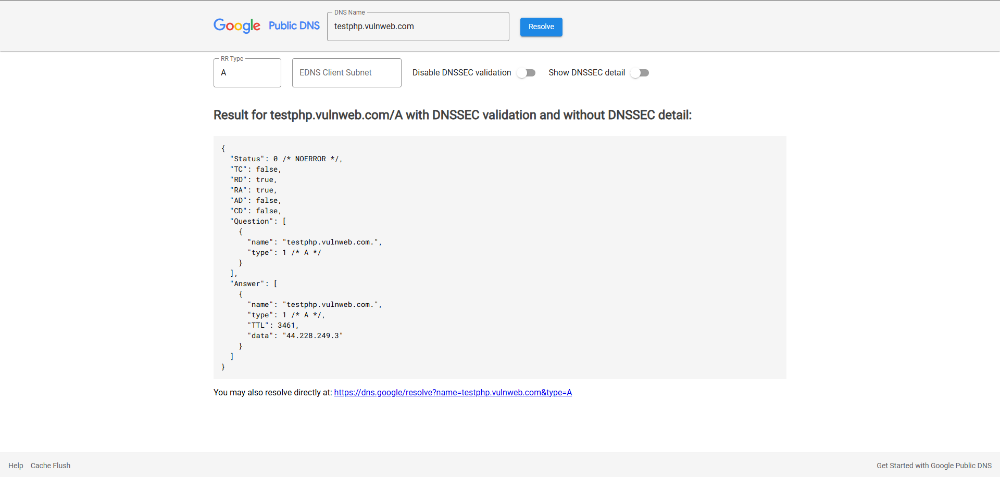 Google Public DNS
DNS Name
testphp.vulnweb.com
Resolve
RR Type
A
EDNS Client Subnet
Disable DNSSEC validation
Show DNSSEC detail
Result for testphp.vulnweb.com/A with DNSSEC validation and without DNSSEC detail:
{
  "Status": 0 /* NOERROR */,
  "TC": false,
  "RD": true,
  "RA": true,
  "AD": false,
  "CD": false,
  "Question": [
    {
      "name": "testphp.vulnweb.com.",
      "type": 1 /* A */
    }
  ],
  "Answer": [
    {
      "name": "testphp.vulnweb.com.",
      "type": 1 /* A */,
      "TTL": 3461,
      "data": "44.228.249.3"
    }
  ]
}
You may also resolve directly at: https://dns.google/resolve?name=testphp.vulnweb.com&type=A
Help Cache Flush
Get Started with Google Public DNS